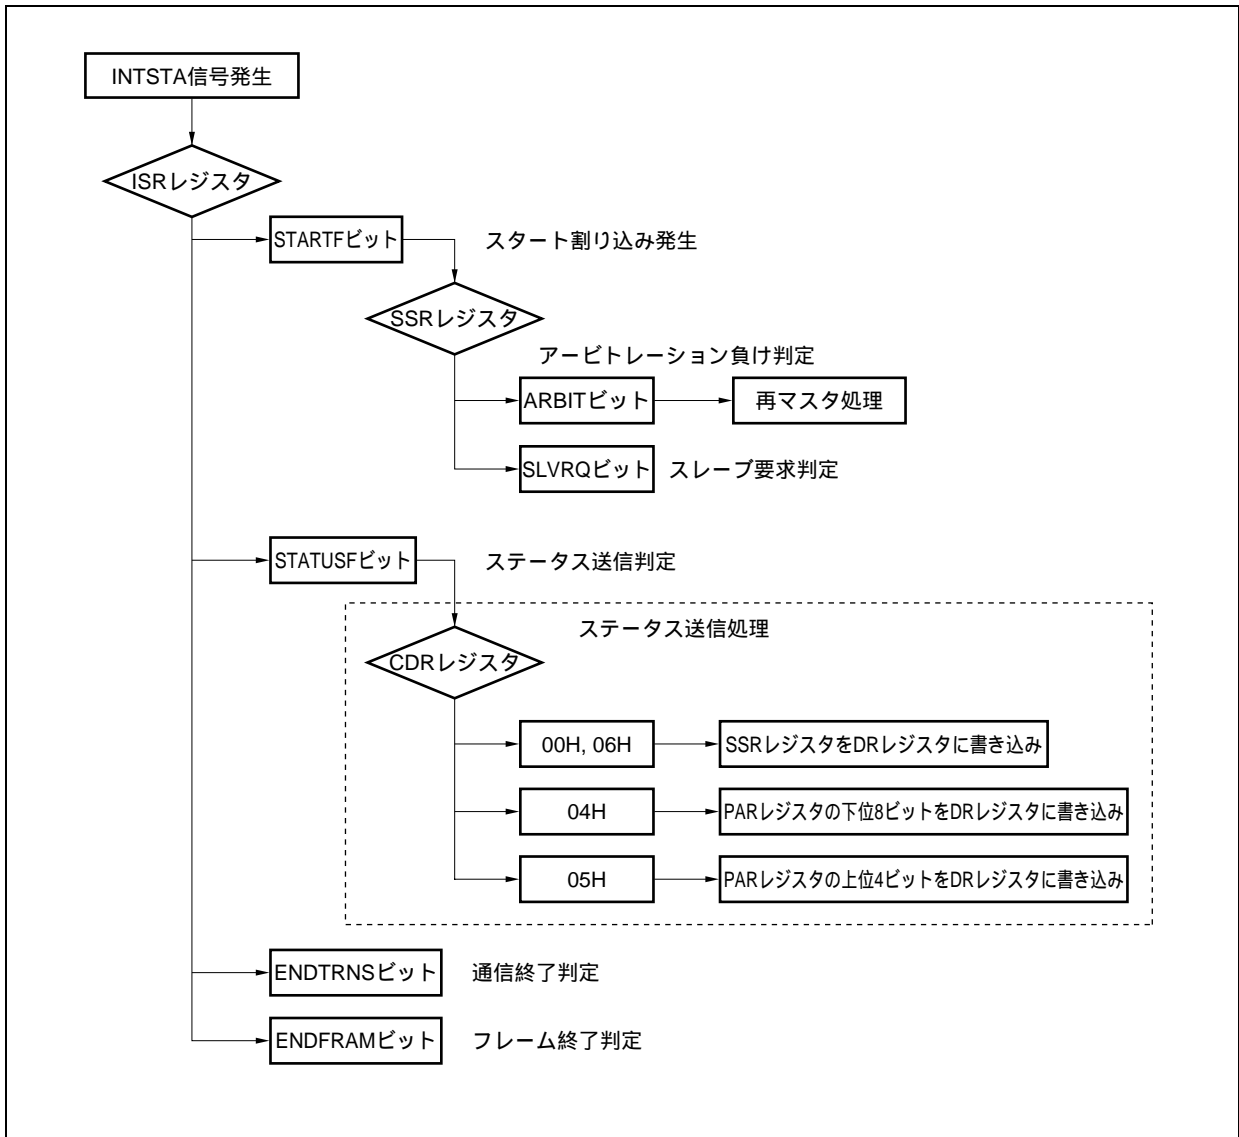 INTSTA信号発生
ISRレジスタ
STARTFビット
スタート割り込み発生
SSRレジスタ
アービトレーション負け判定
ARBITビット
再マスタ処理
SLVRQビット
スレーブ要求判定
STATUSFビット
ステータス送信判定
ステータス送信処理
CDRレジスタ
00H, 06H
SSRレジスタをDRレジスタに書き込み
04H
PARレジスタの下位8ビットをDRレジスタに書き込み
05H
PARレジスタの上位4ビットをDRレジスタに書き込み
ENDTRNSビット
通信終了判定
ENDFRAMビット
フレーム終了判定